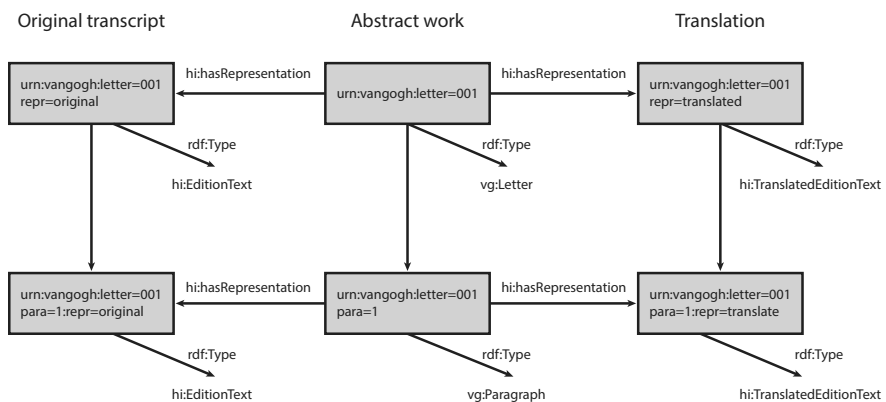 Original transcript
Abstract work
Translation
urn:vangogh:letter=001
repr=original
hi:hasRepresentation
urn:vangogh:letter=001
hi:hasRepresentation
urn:vangogh:letter=001
repr=translated
rdf:Type
hi:EditionText
rdf:Type
vg:Letter
rdf:Type
hi:TranslatedEditionText
urn:vangogh:letter=001
para=1:repr=original
hi:hasRepresentation
urn:vangogh:letter=001
para=1
hi:hasRepresentation
urn:vangogh:letter=001
para=1:repr=translate
rdf:Type
hi:EditionText
rdf:Type
vg:Paragraph
rdf:Type
hi:TranslatedEditionText